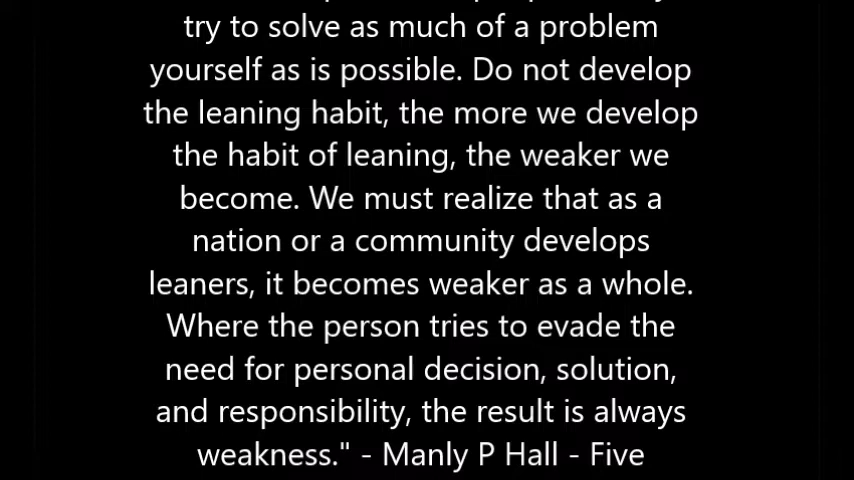 try to solve as much of a problem
yourself as is possible. Do not develop
the leaning habit, the more we develop
the habit of leaning, the weaker we
become. We must realize that as a
nation or a community develops
leaners, it becomes weaker as a whole.
Where the person tries to evade the
need for personal decision, solution,
and responsibility, the result is always
weakness." - Manly P Hall - Five